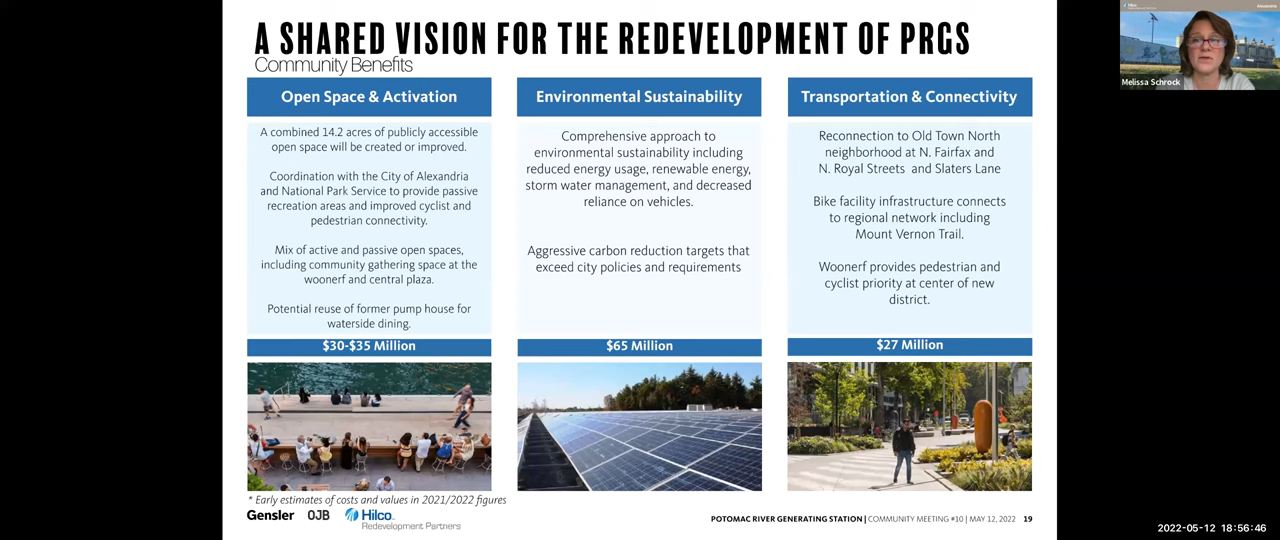 A SHARED VISION FOR THE REDEVELOPMENT OF PRGS
Community Benefits
Open Space & Activation
A combined 14.2 acres of publicly accessible
open space will be created or improved.
Coordination with the City of Alexandria
and National Park Service to provide passive
recreation areas and improved cyclist and
pedestrian connectivity.
Mix of active and passive open spaces,
including community gathering space at the
woonerf and central plaza.
Potential reuse of former pump house for
waterside dining.
$30-$35 Million
Environmental Sustainability
Comprehensive approach to
environmental sustainability including
reduced energy usage, renewable energy,
storm water management, and decreased
reliance on vehicles.
Aggressive carbon reduction targets that
exceed city policies and requirements
$65 Million
Transportation & Connectivity
Reconnection to Old Town North
neighborhood at N. Fairfax and
N. Royal Streets and Slaters Lane
Bike facility infrastructure connects
to regional network including
Mount Vernon Trail.
Woonerf provides pedestrian and
cyclist priority at center of new
district.
$27 Million
* Early estimates of costs and values in 2021/2022 figures
Gensler OJB Hilco
Redevelopment Partners
POTOMAC RIVER GENERATING STATION | COMMUNITY MEETING #10 | MAY 12, 2022 19
Hilco
Melissa Schrock
2022-05-12 18:56:46